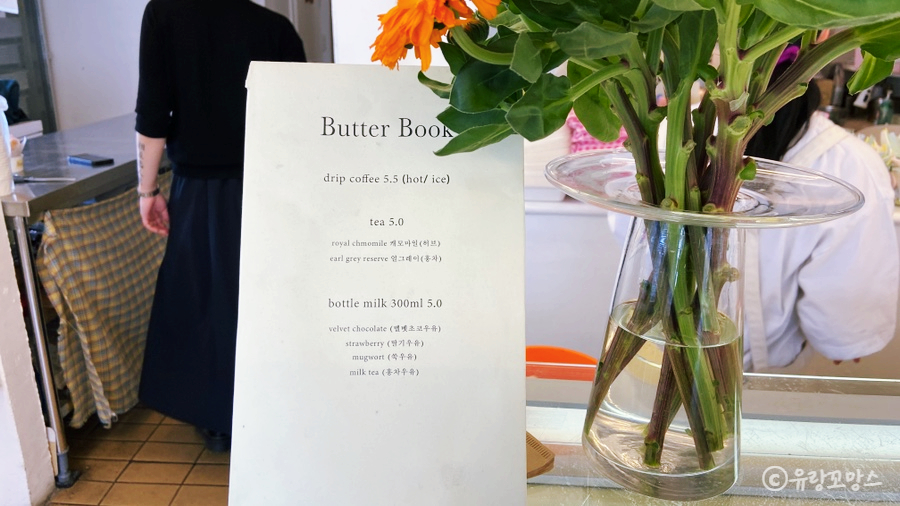 Butter Book
drip coffee 5.5 (hot/ ice)
tea 5.0
royal chmomile 캐모마일(허브)
earl grey reserve 얼그레이(홍차)
bottle milk 300ml 5.0
velvet chocolate (벨벳초코우유)
strawberry (딸기우유)
mugwort (쑥우유)
milk tea (홍차우유)
ⓒ유랑꼬망스